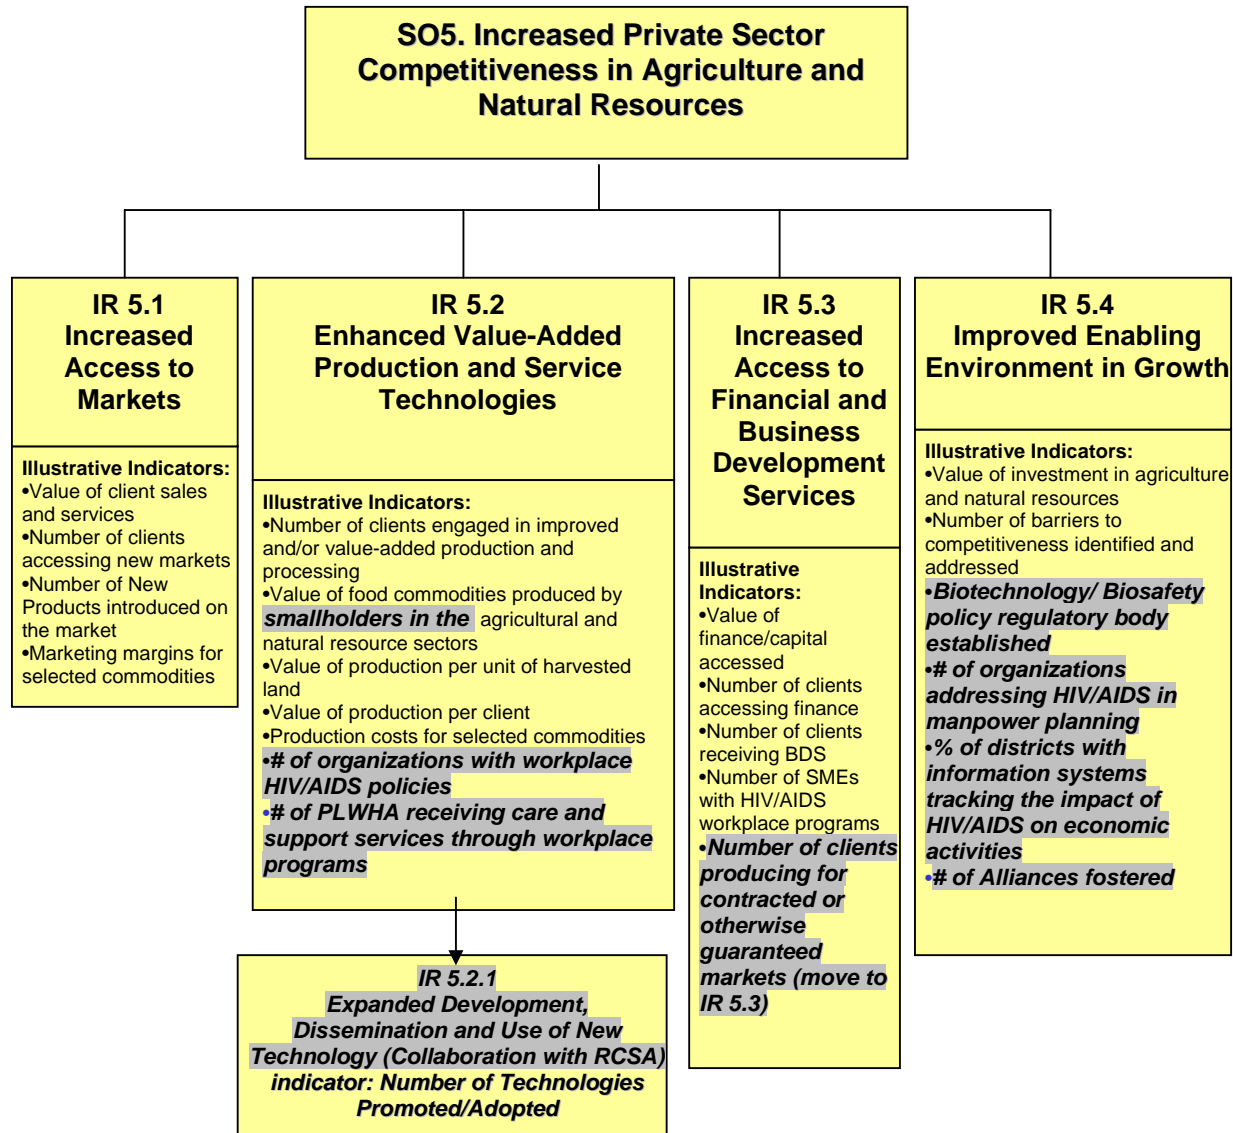 SO5. Increased Private Sector
Competitiveness in Agriculture and
Natural Resources
IR 5.1
Increased
Access to
Markets
Illustrative Indicators:
•Value of client sales
and services
•Number of clients
accessing new markets
•Number of New
Products introduced on
the market
•Marketing margins for
selected commodities
IR 5.2
Enhanced Value-Added
Production and Service
Technologies
Illustrative Indicators:
•Number of clients engaged in improved
and/or value-added production and
processing
•Value of food commodities produced by
smallholders in the agricultural and
natural resource sectors
•Value of production per unit of harvested
land
•Value of production per client
•Production costs for selected commodities
•# of organizations with workplace
HIV/AIDS policies
•# of PLWHA receiving care and
support services through workplace
programs
IR 5.2.1
Expanded Development,
Dissemination and Use of New
Technology (Collaboration with RCSA)
indicator: Number of Technologies
Promoted/Adopted
IR 5.3
Increased
Access to
Financial and
Business
Development
Services
Illustrative
Indicators:
•Value of
finance/capital
accessed
•Number of clients
accessing finance
•Number of clients
receiving BDS
•Number of SMEs
with HIV/AIDS
workplace programs
•Number of clients
producing for
contracted or
otherwise
guaranteed
markets (move to
IR 5.3)
IR 5.4
Improved Enabling
Environment in Growth
Illustrative Indicators:
•Value of investment in agriculture
and natural resources
•Number of barriers to
competitiveness identified and
addressed
•Biotechnology/ Biosafety
policy regulatory body
established
•# of organizations
addressing HIV/AIDS in
manpower planning
•% of districts with
information systems
tracking the impact of
HIV/AIDS on economic
activities
•# of Alliances fostered